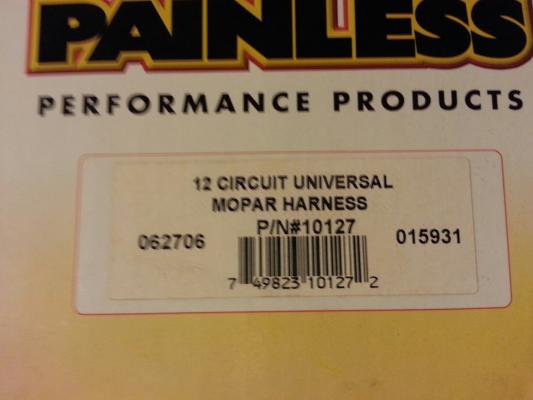 PAINLESS
PERFORMANCE PRODUCTS
12 CIRCUIT UNIVERSAL
MOPAR HARNESS
P/N#10127
062706
015931
7 49823 10127 2